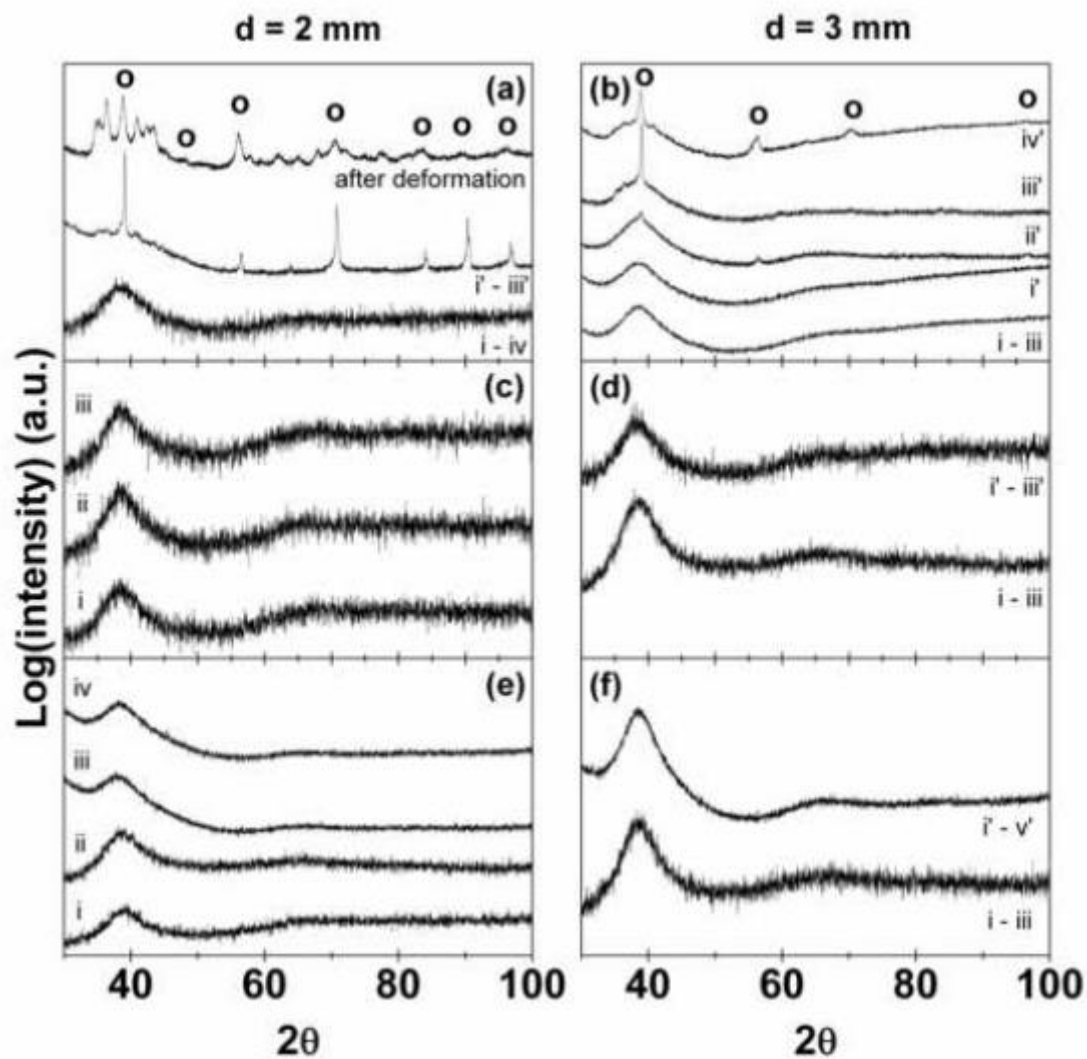 d = 2 mm
d = 3 mm
Log(intensity) (a.u.)
(a)
o o o o o o o
after deformation
i' - iii'
i - iv
(b)
o o o o
iv'
iii'
ii'
i'
i - iii
(c)
iii
ii
i
(d)
i' - iii'
i - iii
(e)
iv
iii
ii
i
(f)
i' - v'
i - iii
40 60 80 100
40 60 80 100
2θ
2θ